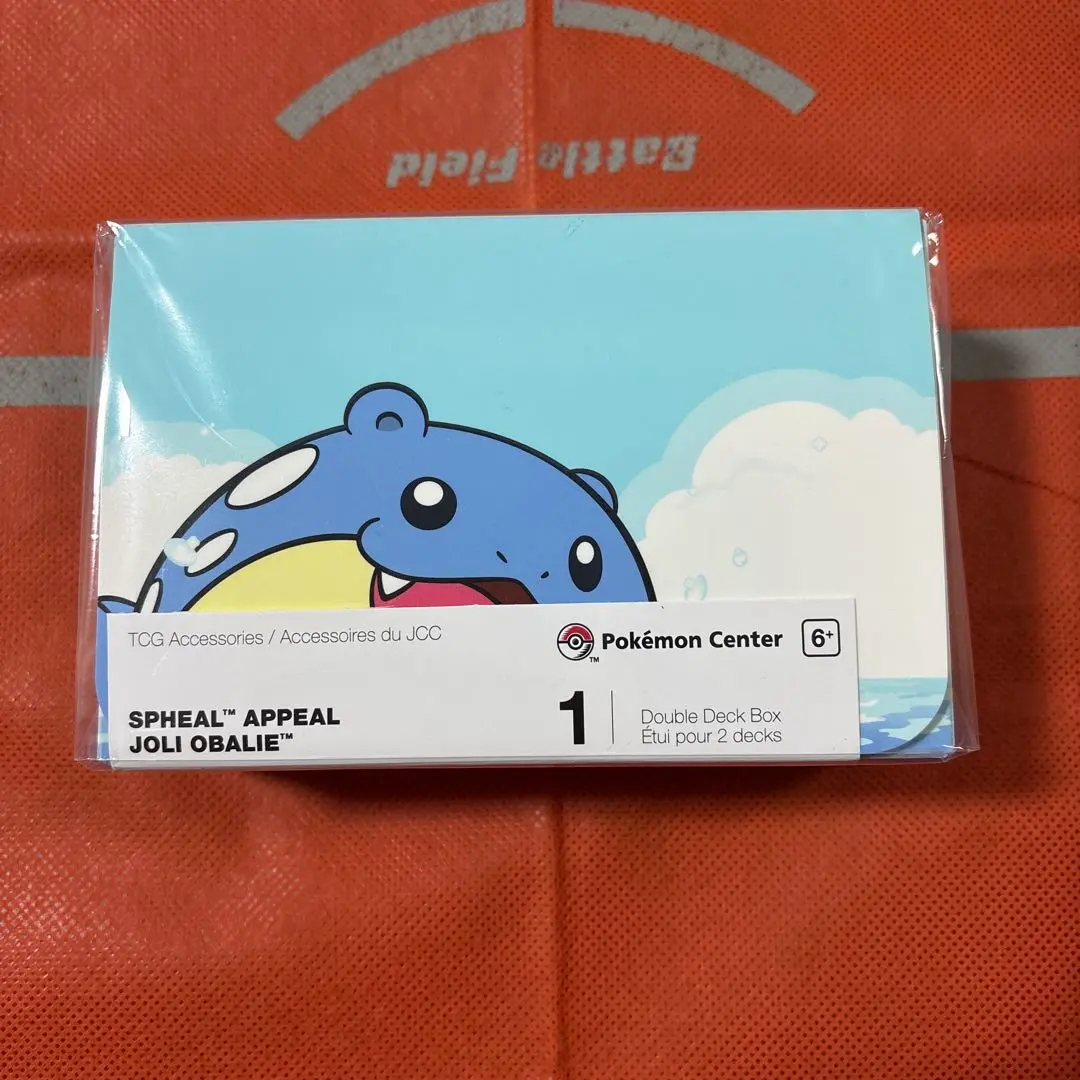 Battle Field
TCG Accessories / Accessoires du JCC
Pokémon Center
TM
6+
SPHEAL™ APPEAL
JOLI OBALIE™
1
Double Deck Box
Étui pour 2 decks